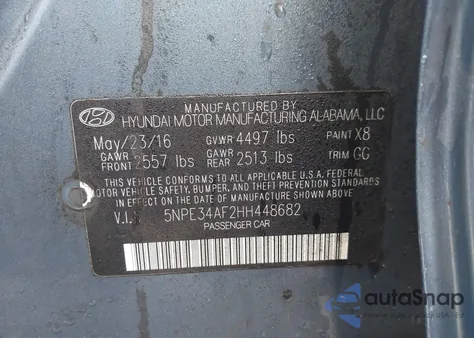 MANUFACTURED BY
HYUNDAI MOTOR MANUFACTURING ALABAMA, LLC
May/23/16 GVWR 4497 lbs PAINT X8
GAWR FRONT 2557 lbs GAWR REAR 2513 lbs TRIM GG
THIS VEHICLE CONFORMS TO ALL APPLICABLE U.S. FEDERAL MOTOR
VEHICLE SAFETY, BUMPER, AND THEFT PREVENTION STANDARDS
IN EFFECT ON THE DATE OF MANUFACTURE SHOWN ABOVE.
V.I. 5NPE34AF2HH448682
PASSENGER CAR
autoSnap